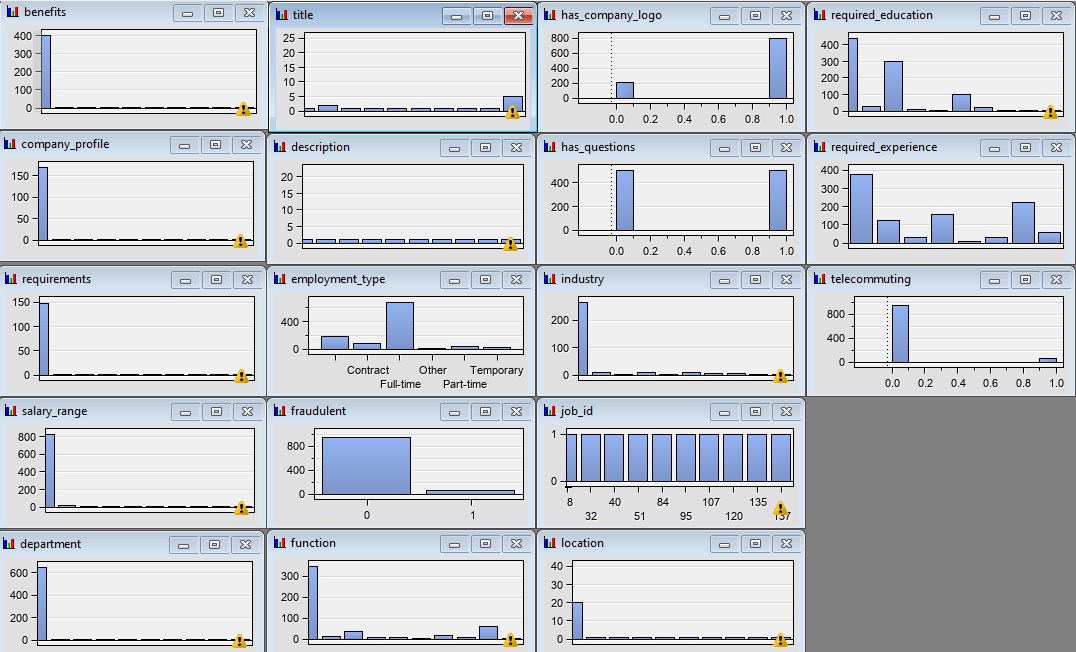 benefits
400
300
200
100
0
title
25
20
15
10
5
0
has_company_logo
800
600
400
200
0
0.0 0.2 0.4 0.6 0.8 1.0
required_education
400
300
200
100
0
company_profile
150
100
50
0
description
20
15
10
5
0
has_questions
400
200
0.0 0.2 0.4 0.6 0.8 1.0
required_experience
400
300
200
100
0
requirements
150
100
50
0
employment_type
400
0
Contract Other Temporary
Full-time Part-time
industry
200
100
0
telecommuting
800
400
0
0.0 0.2 0.4 0.6 0.8 1.0
salary_range
800
600
400
200
0
fraudulent
800
400
0
0 1
job_id
1
0
8 40 84 107 135
32 51 95 120 137
department
600
400
200
0
function
300
200
100
0
location
40
30
20
10
0